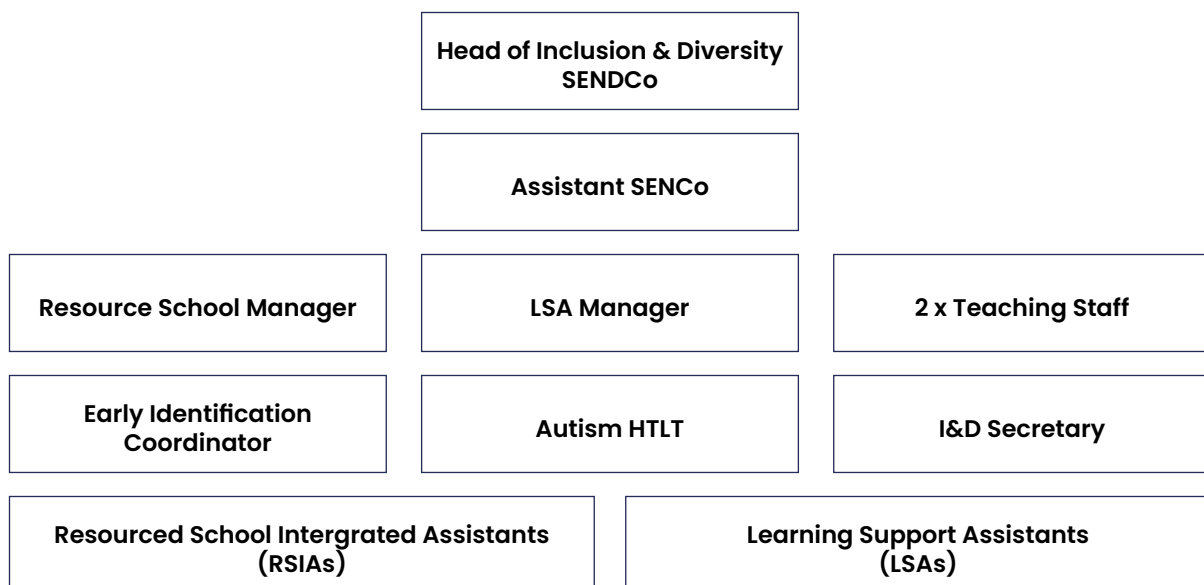 Head of Inclusion & Diversity
SENDCo
Assistant SENCo
Resource School Manager
LSA Manager
2 x Teaching Staff
Early Identification
Coordinator
Autism HTLT
I&D Secretary
Resourced School Intergrated Assistants
(RSIAs)
Learning Support Assistants
(LSAs)